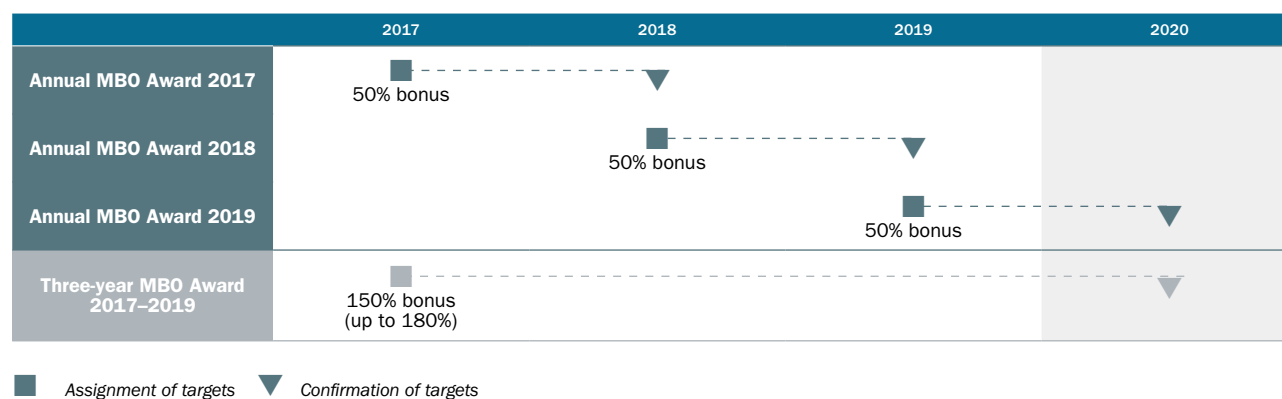 2017 2018 2019 2020
Annual MBO Award 2017
50% bonus
Annual MBO Award 2018
50% bonus
Annual MBO Award 2019
50% bonus
Three-year MBO Award
2017–2019
150% bonus
(up to 180%)
Assignment of targets Confirmation of targets